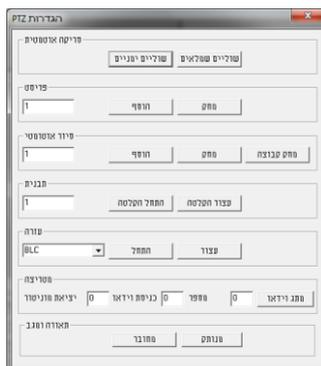 הגדרות PTZ
סריקה אוטומטית
שוליים ימניים שוליים שמלאים
פריסט
1 הוסף מחק
סיור אוטומטי
1 הוסף מחק מחק קבוצה
תבנית
1 התחל הקלטה עצור הקלטה
עזרה
BLC התחל עצור
מטריצה
יציאת מוניטור 0 כניסת וידאו 0 מספר 0 מתג וידאו
תאורה ומגב
מחובר מנותק